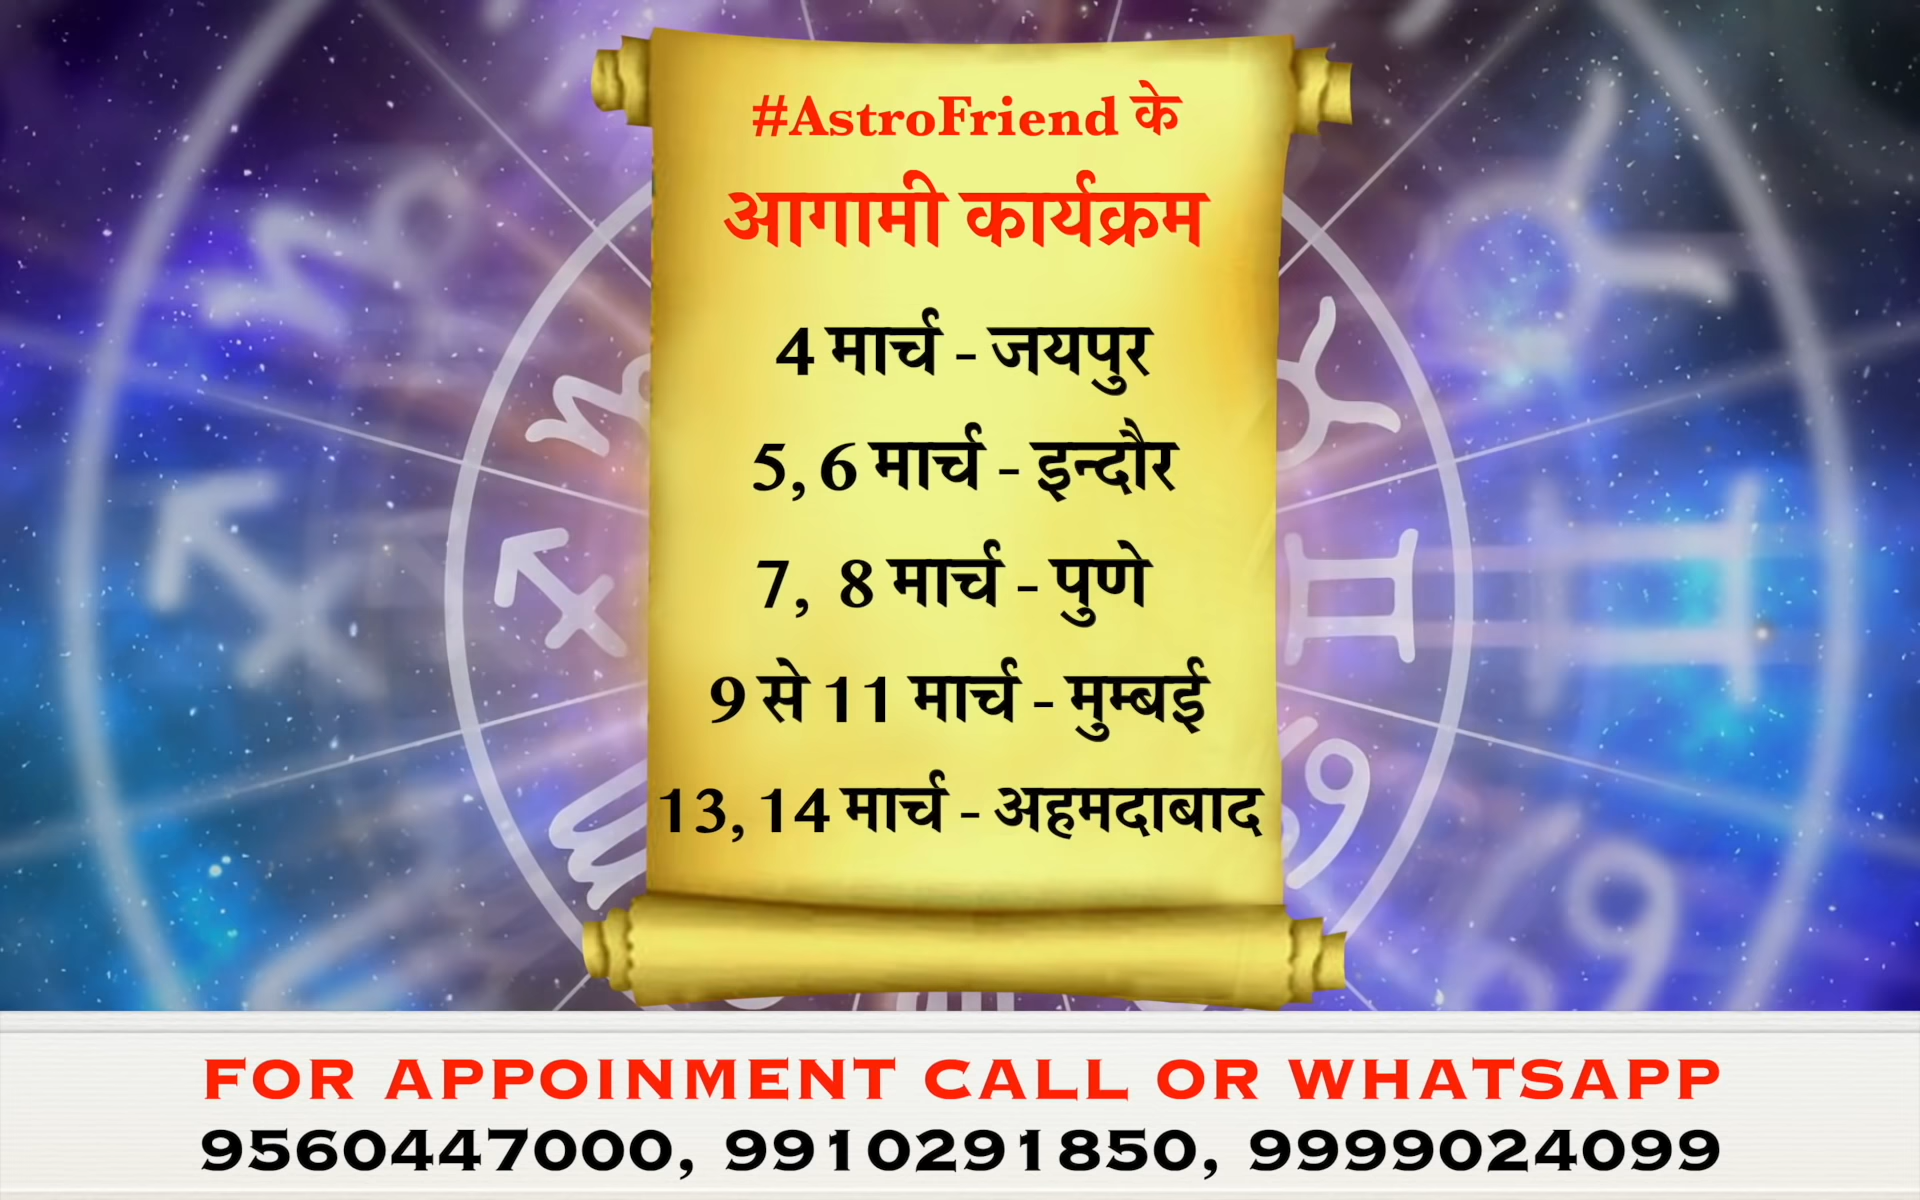 #AstroFriend के
आगामी कार्यक्रम
4 मार्च - जयपुर
5, 6 मार्च - इन्दौर
7, 8 मार्च - पुणे
9 से 11 मार्च - मुम्बई
13, 14 मार्च - अहमदाबाद
FOR APPOINMENT CALL OR WHATSAPP
9560447000, 9910291850, 9999024099